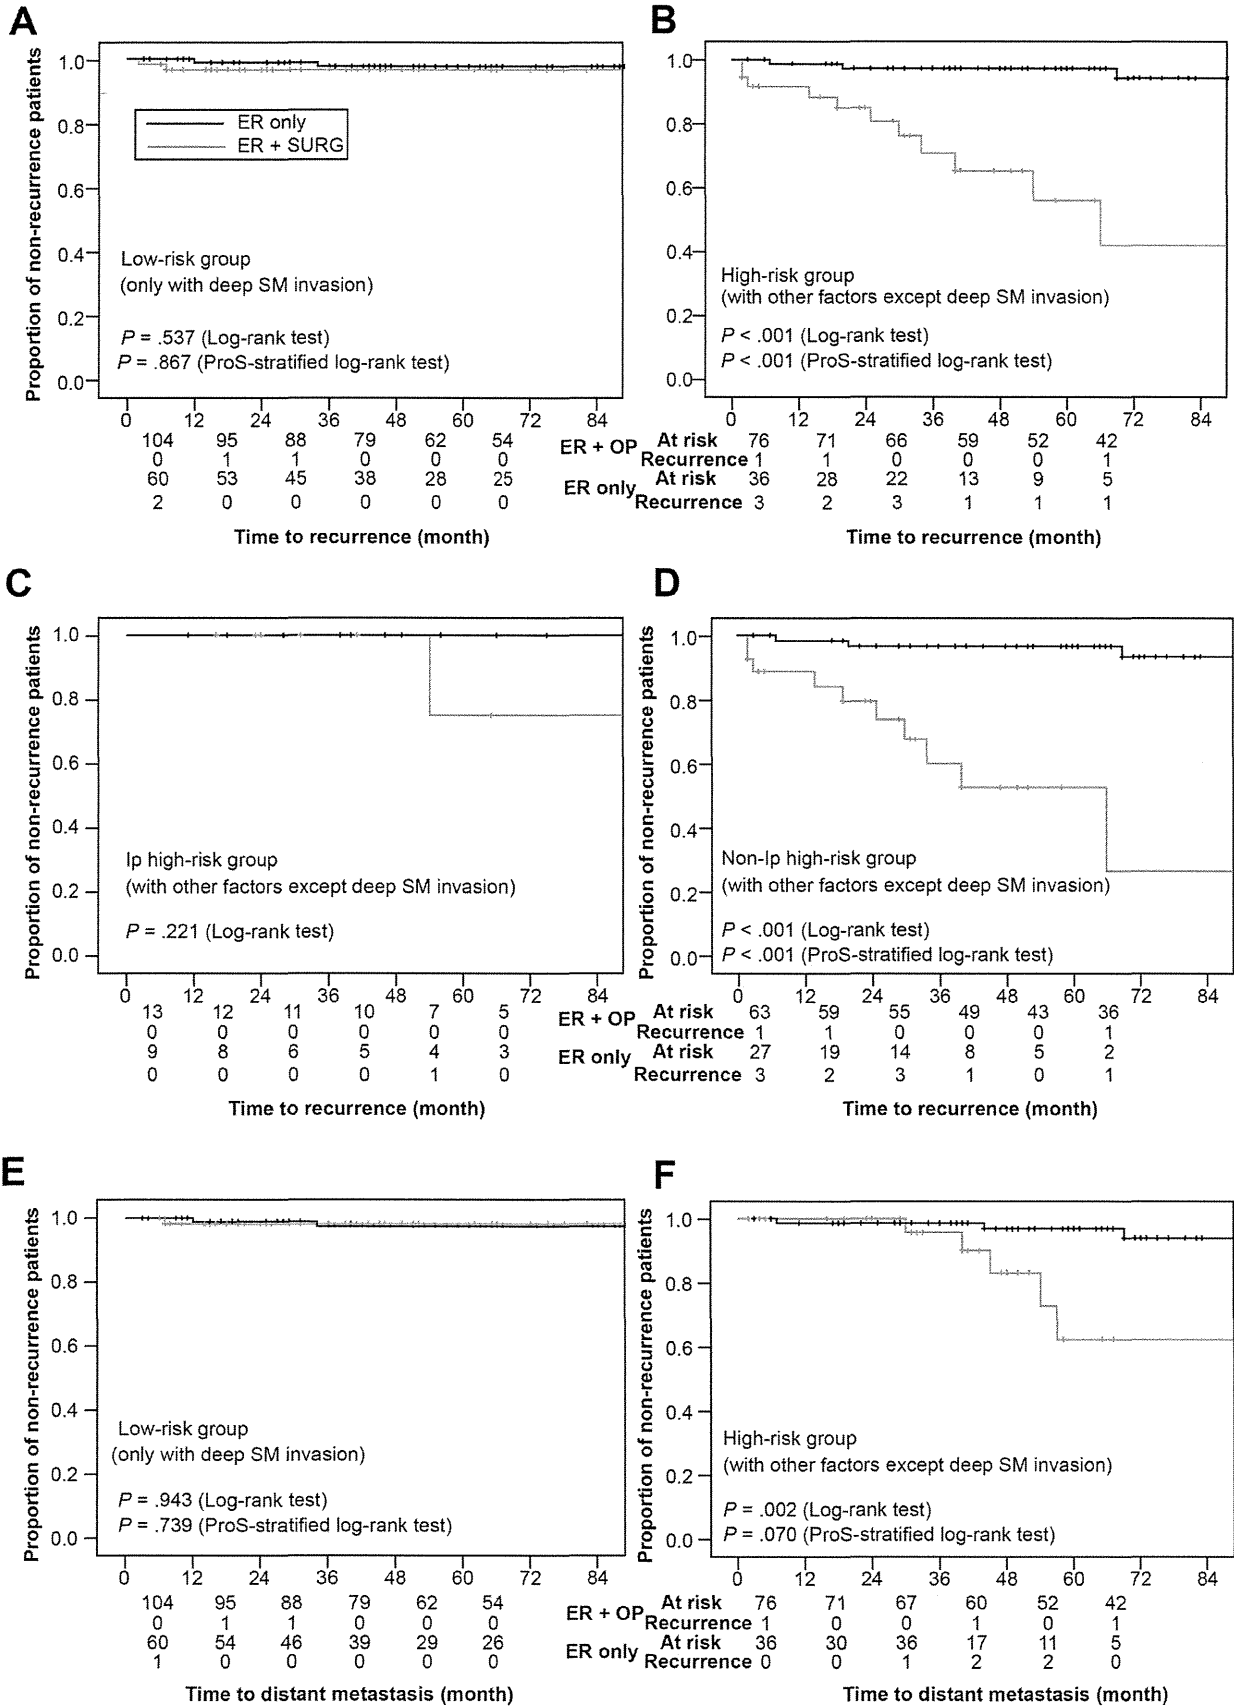 A
Proportion of non-recurrence patients
1.0
0.8
0.6
0.4
0.2
0.0
ER only
ER + SURG
Low-risk group
(only with deep SM invasion)
P = .537 (Log-rank test)
P = .867 (ProS-stratified log-rank test)
0 12 24 36 48 60 72 84
104 95 88 79 62 54
0 1 1 0 0 0
60 53 45 38 28 25
2 0 0 0 0 0
Time to recurrence (month)
B
Proportion of non-recurrence patients
1.0
0.8
0.6
0.4
0.2
0.0
High-risk group
(with other factors except deep SM invasion)
P < .001 (Log-rank test)
P < .001 (ProS-stratified log-rank test)
0 12 24 36 48 60 72 84
ER + OP At risk 76 71 66 59 52 42
Recurrence 1 1 0 0 0 1
ER only At risk 36 28 22 13 9 5
Recurrence 3 2 3 1 1 1
Time to recurrence (month)
C
Proportion of non-recurrence patients
1.0
0.8
0.6
0.4
0.2
0.0
Ip high-risk group
(with other factors except deep SM invasion)
P = .221 (Log-rank test)
0 12 24 36 48 60 72 84
13 12 11 10 7 5
0 0 0 0 0 0
9 8 6 5 4 3
0 0 0 0 1 0
Time to recurrence (month)
D
Proportion of non-recurrence patients
1.0
0.8
0.6
0.4
0.2
0.0
Non-Ip high-risk group
(with other factors except deep SM invasion)
P < .001 (Log-rank test)
P < .001 (ProS-stratified log-rank test)
0 12 24 36 48 60 72 84
ER + OP At risk 63 59 55 49 43 36
Recurrence 1 1 0 0 0 1
ER only At risk 27 19 14 8 5 2
Recurrence 3 2 3 1 0 1
Time to recurrence (month)
E
Proportion of non-recurrence patients
1.0
0.8
0.6
0.4
0.2
0.0
Low-risk group
(only with deep SM invasion)
P = .943 (Log-rank test)
P = .739 (ProS-stratified log-rank test)
0 12 24 36 48 60 72 84
104 95 88 79 62 54
0 1 1 0 0 0
60 54 46 39 29 26
1 0 0 0 0 0
Time to distant metastasis (month)
F
Proportion of non-recurrence patients
1.0
0.8
0.6
0.4
0.2
0.0
High-risk group
(with other factors except deep SM invasion)
P = .002 (Log-rank test)
P = .070 (ProS-stratified log-rank test)
0 12 24 36 48 60 72 84
ER + OP At risk 76 71 67 60 52 42
Recurrence 1 0 0 1 0 1
ER only At risk 36 30 36 17 11 5
Recurrence 0 0 1 2 2 0
Time to distant metastasis (month)